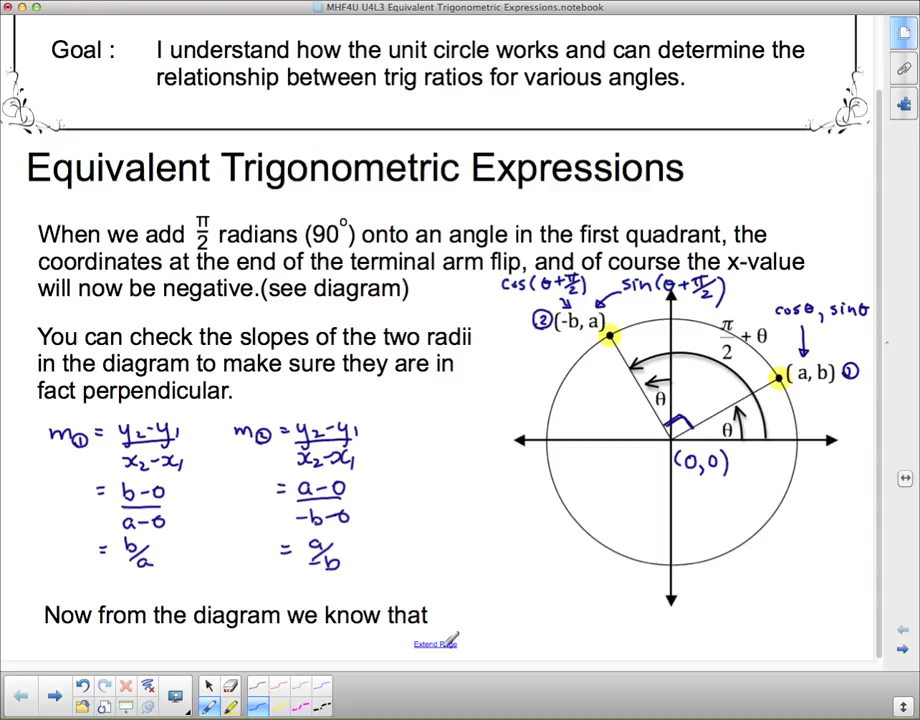 MHF4U U4L3 Equivalent Trigonometric Expressions.notebook
Goal : I understand how the unit circle works and can determine the
relationship between trig ratios for various angles.
Equivalent Trigonometric Expressions
When we add π/2 radians (90°) onto an angle in the first quadrant, the
coordinates at the end of the terminal arm flip, and of course the x-value
will now be negative.(see diagram)
cos(θ+π/2) sin(θ+π/2)
② (-b, a)
cosθ, sinθ
π/2 + θ
( a, b) ①
θ
θ
(0,0)
You can check the slopes of the two radii
in the diagram to make sure they are in
fact perpendicular.
m① = y₂-y₁/x₂-x₁
= b-0/a-0
= b/a
m② = y₂-y₁/x₂-x₁
= a-0/-b-0
= a/-b
Now from the diagram we know that
Extend Page